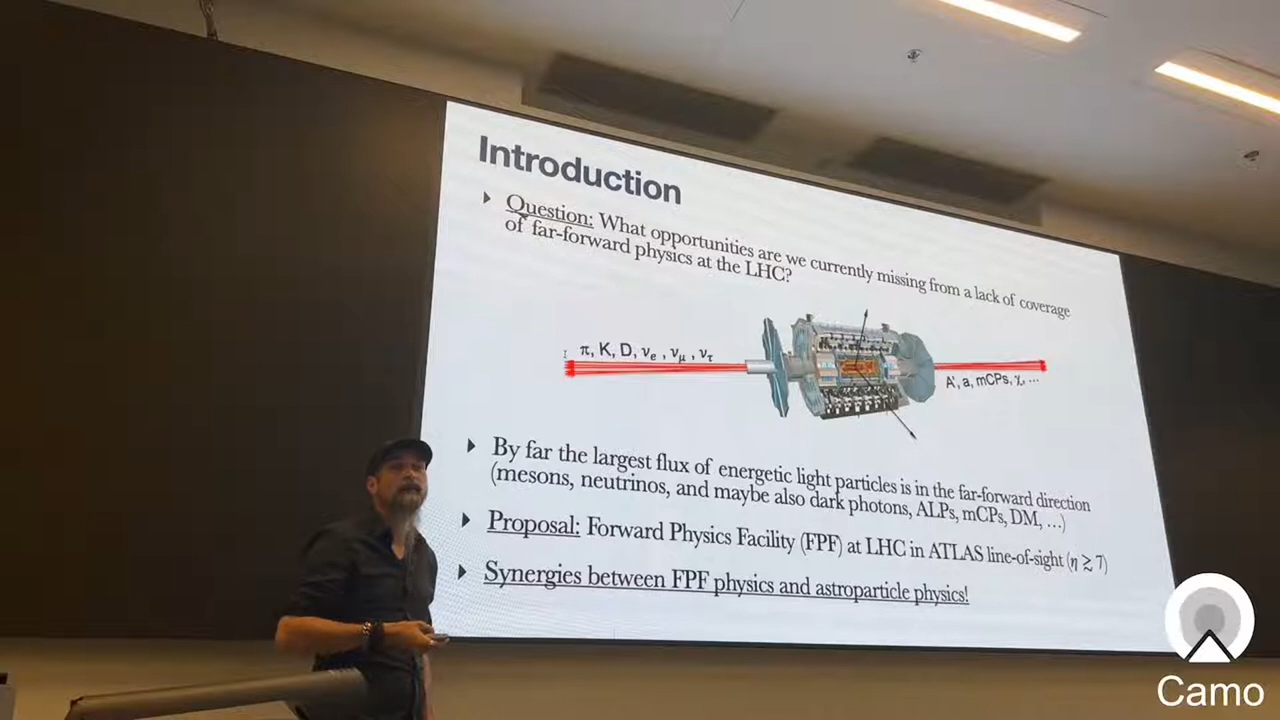 Introduction
Question: What opportunities are we currently missing from a lack of coverage
of far-forward physics at the LHC?
π, K, D, νe , νμ , ντ
A', a, mCPs, χ, ...
By far the largest flux of energetic light particles is in the far-forward direction
(mesons, neutrinos, and maybe also dark photons, ALPs, mCPs, DM, …)
Proposal: Forward Physics Facility (FPF) at LHC in ATLAS line-of-sight (η ≳ 7)
Synergies between FPF physics and astroparticle physics!
Camo